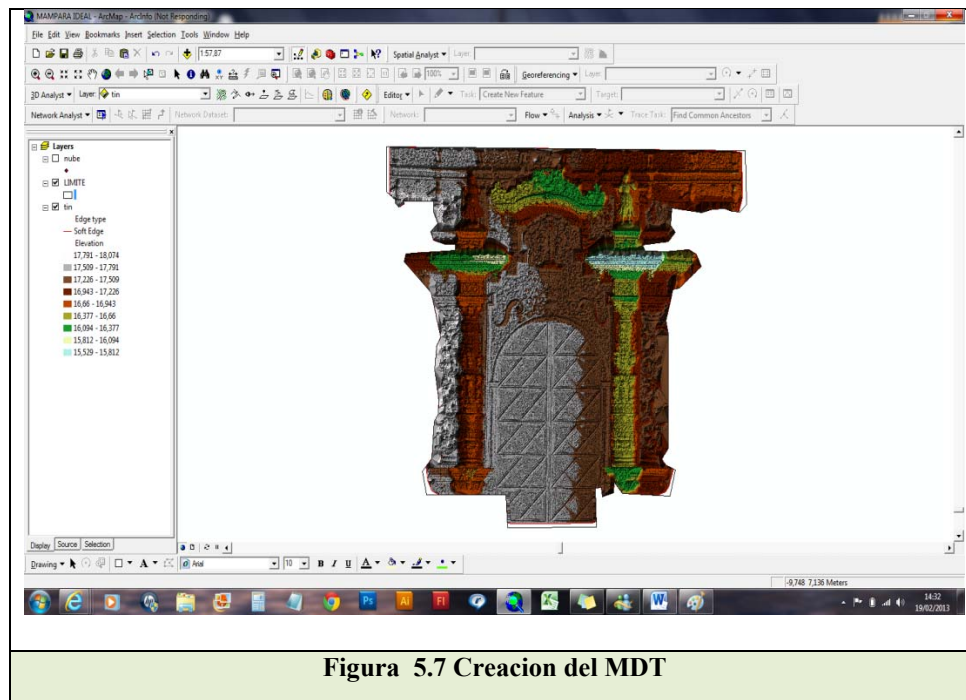 MAMPARA IDEAL - ArcMap - ArcInfo (Not Responding)
File Edit View Bookmarks Insert Selection Tools Window Help
1:57,87 Spatial Analyst Layer:
100% Georeferencing Layer:
3D Analyst Layer: tin Editor Task: Create New Feature Target:
Network Analyst Network Dataset: Network: Flow Analysis Trace Task: Find Common Ancestors
Layers
nube
LIMITE
tin
Edge type
Soft Edge
Elevation
17,791 - 18,074
17,509 - 17,791
17,226 - 17,509
16,943 - 17,226
16,66 - 16,943
16,377 - 16,66
16,094 - 16,377
15,812 - 16,094
15,529 - 15,812
Display Source Selection
Drawing A Arial 10 B I U A
-9,748 7,136 Meters
Ps Ai Fl W 14:32
19/02/2013
Figura 5.7 Creacion del MDT